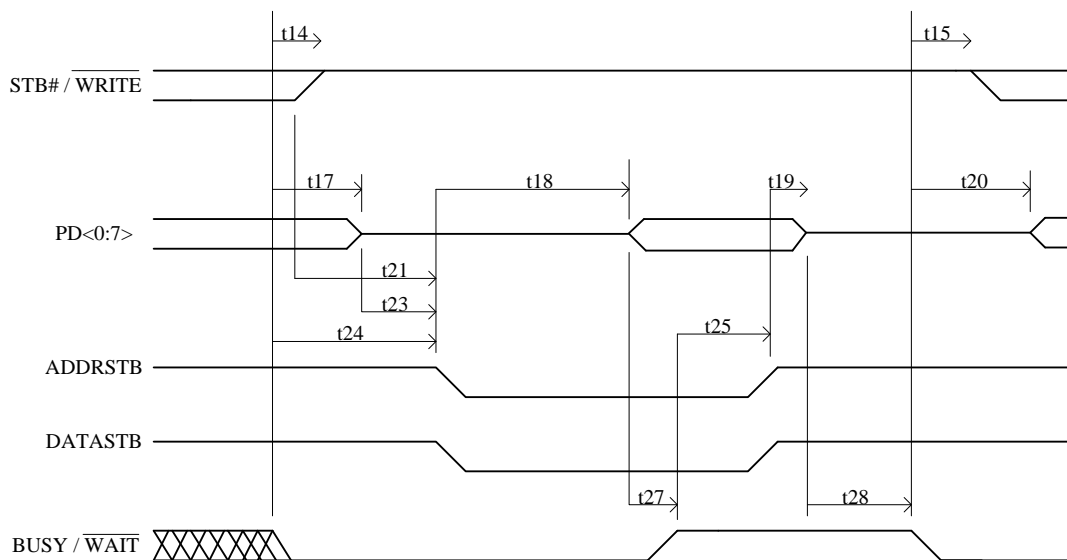 t14 t15
STB# / WRITE
t17 t18 t19 t20
PD<0:7>
t21
t23
t25
t24
ADDRSTB
DATASTB
t27 t28
BUSY / WAIT